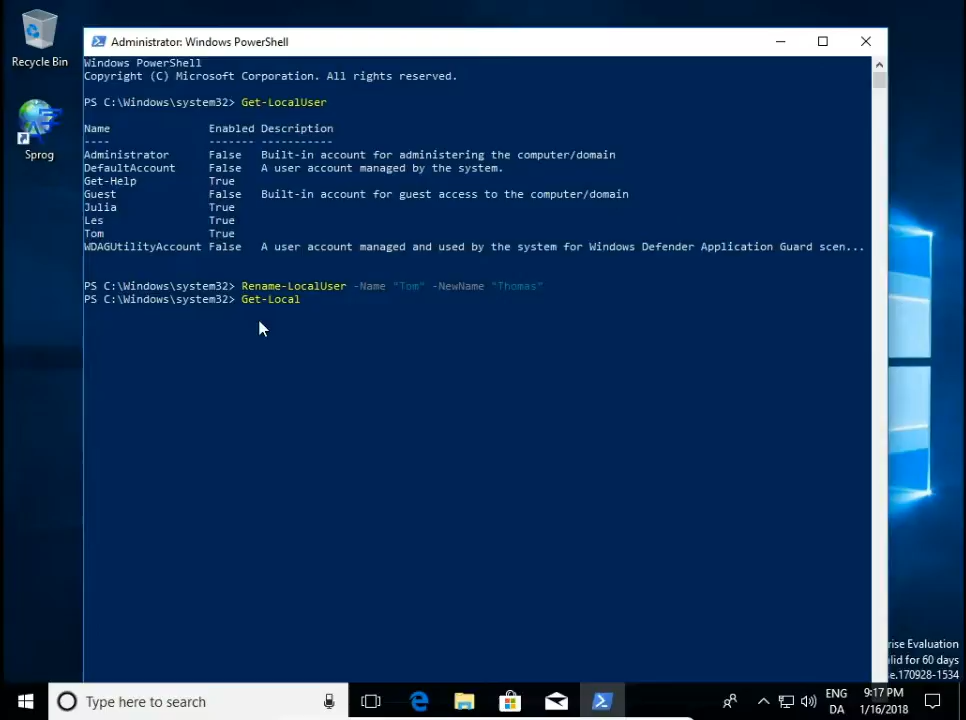 Recycle Bin
Sprog
Administrator: Windows PowerShell
Windows PowerShell
Copyright (C) Microsoft Corporation. All rights reserved.
PS C:\Windows\system32> Get-LocalUser
Name Enabled Description
---- ------- -----------
Administrator False Built-in account for administering the computer/domain
DefaultAccount False A user account managed by the system.
Get-Help True
Guest False Built-in account for guest access to the computer/domain
Julia True
Les True
Tom True
WDAGUtilityAccount False A user account managed and used by the system for Windows Defender Application Guard scen...
PS C:\Windows\system32> Rename-LocalUser -Name "Tom" -NewName "Thomas"
PS C:\Windows\system32> Get-Local
rise Evaluation
lid for 60 days
e.170928-1534
Type here to search
ENG
DA
9:17 PM
1/16/2018